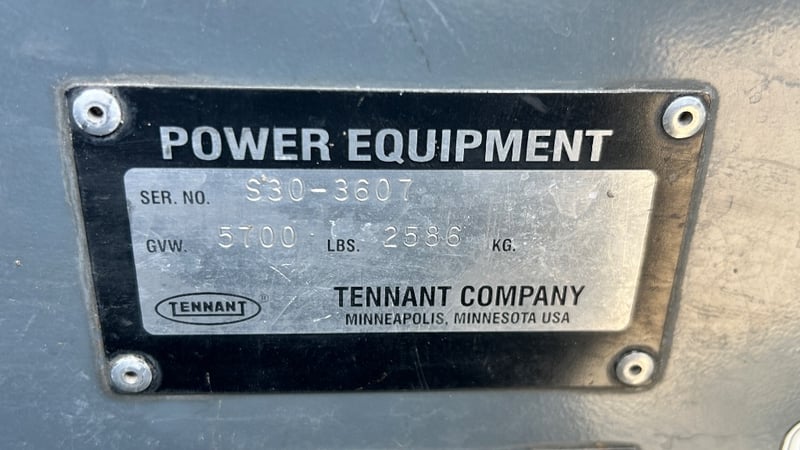 POWER EQUIPMENT
SER. NO. S30-3607
GVW. 5700 LBS. 2586 KG.
TENNANT ® TENNANT COMPANY
MINNEAPOLIS, MINNESOTA USA